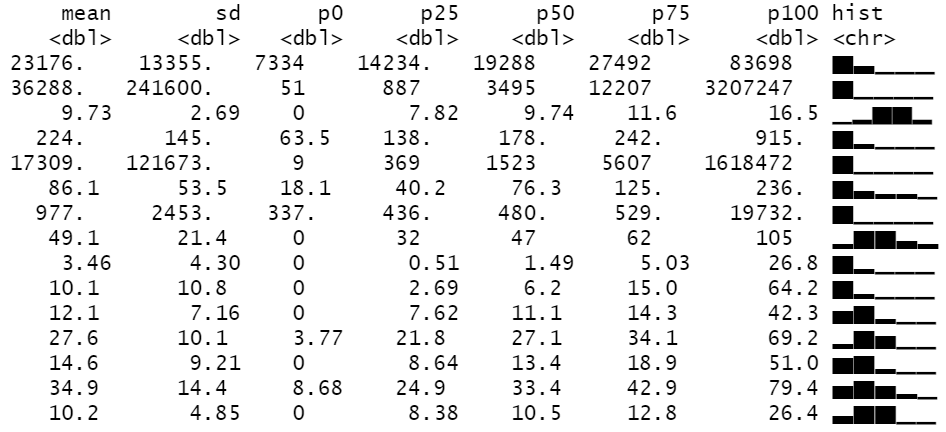 mean sd p0 p25 p50 p75 p100 hist
<dbl> <dbl> <dbl> <dbl> <dbl> <dbl> <dbl> <chr>
23176. 13355. 7334 14234. 19288 27492 83698
36288. 241600. 51 887 3495 12207 3207247
9.73 2.69 0 7.82 9.74 11.6 16.5
224. 145. 63.5 138. 178. 242. 915.
17309. 121673. 9 369 1523 5607 1618472
86.1 53.5 18.1 40.2 76.3 125. 236.
977. 2453. 337. 436. 480. 529. 19732.
49.1 21.4 0 32 47 62 105
3.46 4.30 0 0.51 1.49 5.03 26.8
10.1 10.8 0 2.69 6.2 15.0 64.2
12.1 7.16 0 7.62 11.1 14.3 42.3
27.6 10.1 3.77 21.8 27.1 34.1 69.2
14.6 9.21 0 8.64 13.4 18.9 51.0
34.9 14.4 8.68 24.9 33.4 42.9 79.4
10.2 4.85 0 8.38 10.5 12.8 26.4